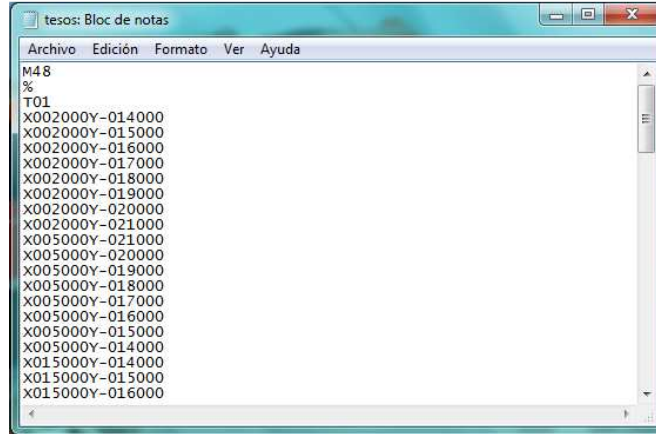 tesos: Bloc de notas
Archivo Edición Formato Ver Ayuda
M48
%
T01
X002000Y-014000
X002000Y-015000
X002000Y-016000
X002000Y-017000
X002000Y-018000
X002000Y-019000
X002000Y-020000
X002000Y-021000
X005000Y-021000
X005000Y-020000
X005000Y-019000
X005000Y-018000
X005000Y-017000
X005000Y-016000
X005000Y-015000
X005000Y-014000
X015000Y-014000
X015000Y-015000
X015000Y-016000